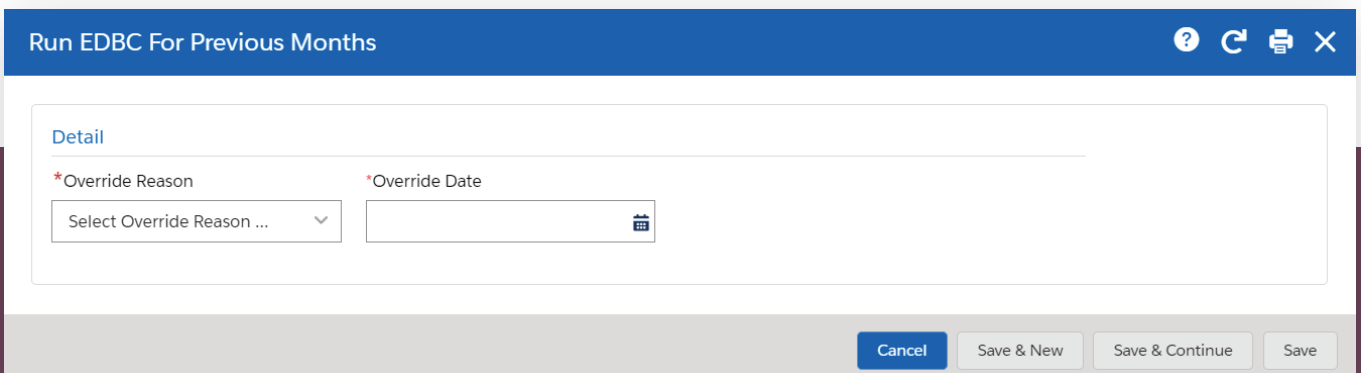 Run EDBC For Previous Months
Detail
*Override Reason *Override Date
Select Override Reason ...
Cancel Save & New Save & Continue Save